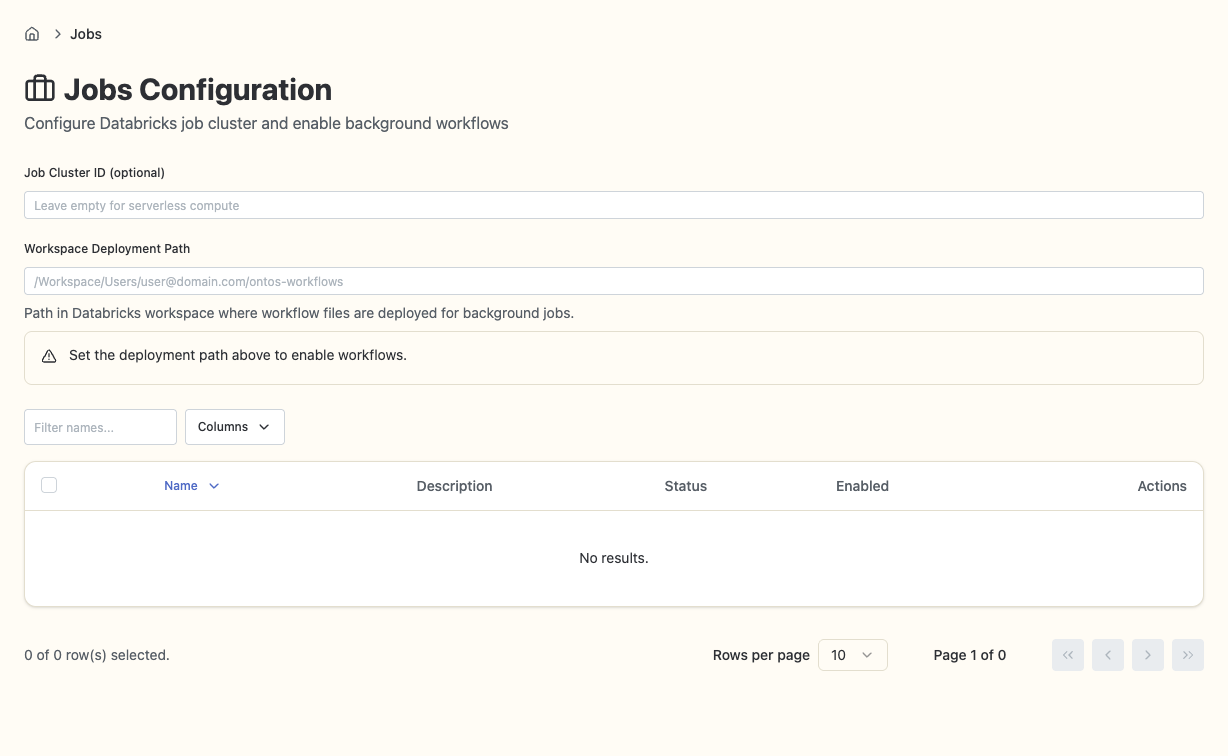 Jobs
Jobs Configuration
Configure Databricks job cluster and enable background workflows
Job Cluster ID (optional)
Leave empty for serverless compute
Workspace Deployment Path
/Workspace/Users/user@domain.com/ontos-workflows
Path in Databricks workspace where workflow files are deployed for background jobs.
Set the deployment path above to enable workflows.
Filter names... Columns
Name Description Status Enabled Actions
No results.
0 of 0 row(s) selected. Rows per page 10 Page 1 of 0